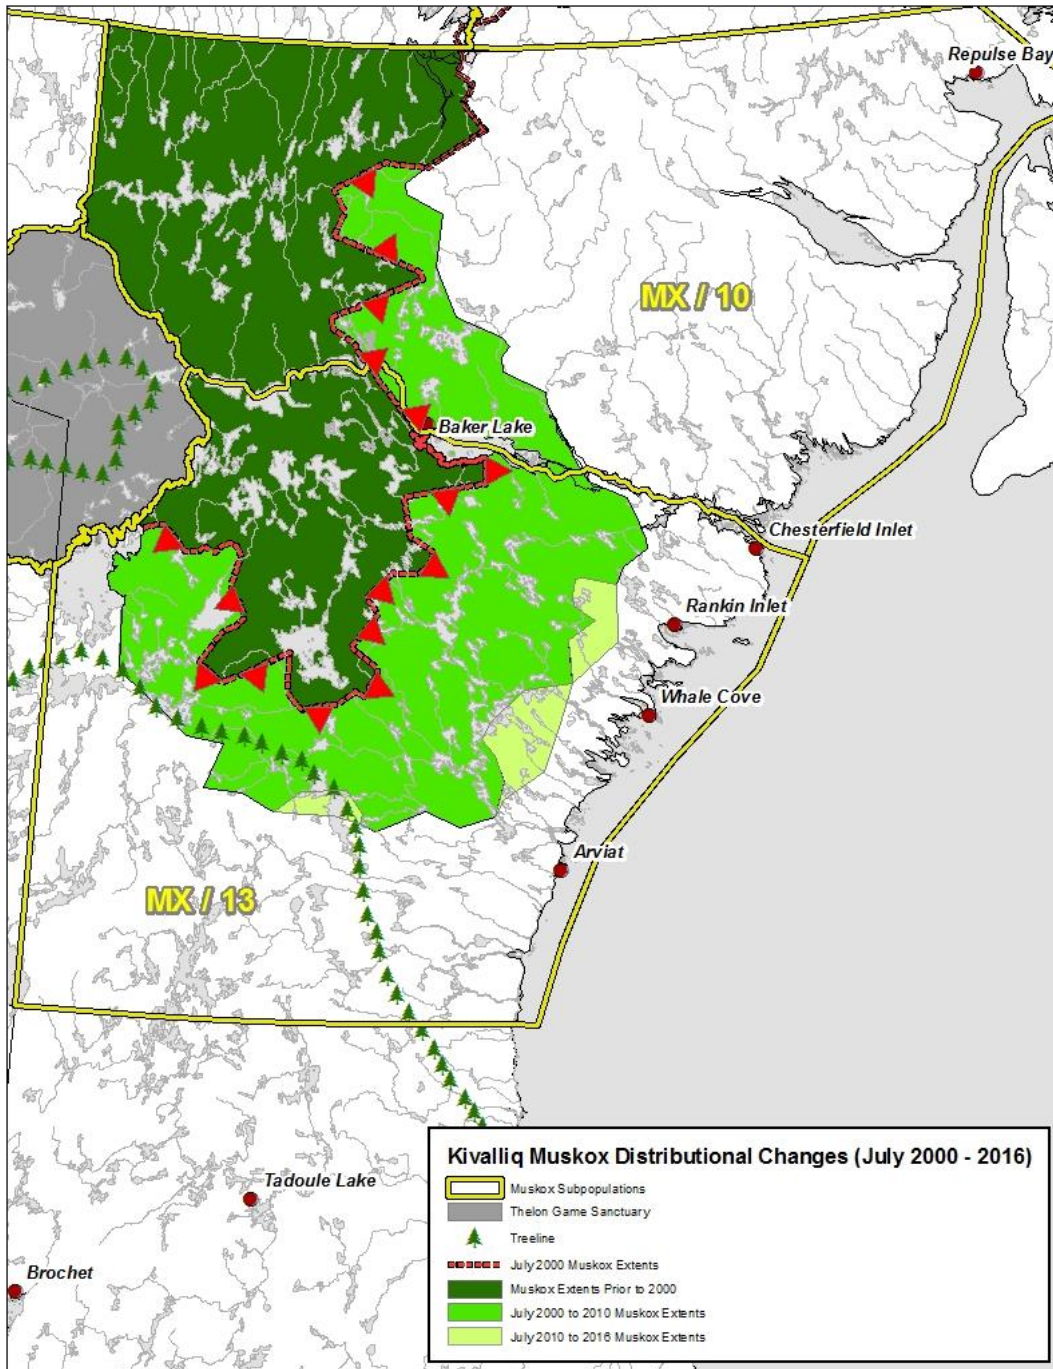 Repulse Bay
MX / 10
Baker Lake
Chesterfield Inlet
Rankin Inlet
Whale Cove
Arviat
MX / 13
Tadoule Lake
Brochet
Kivalliq Muskox Distributional Changes (July 2000 - 2016)
Muskox Subpopulations
Thelon Game Sanctuary
Treeline
July 2000 Muskox Extents
Muskox Extents Prior to 2000
July 2000 to 2010 Muskox Extents
July 2010 to 2016 Muskox Extents